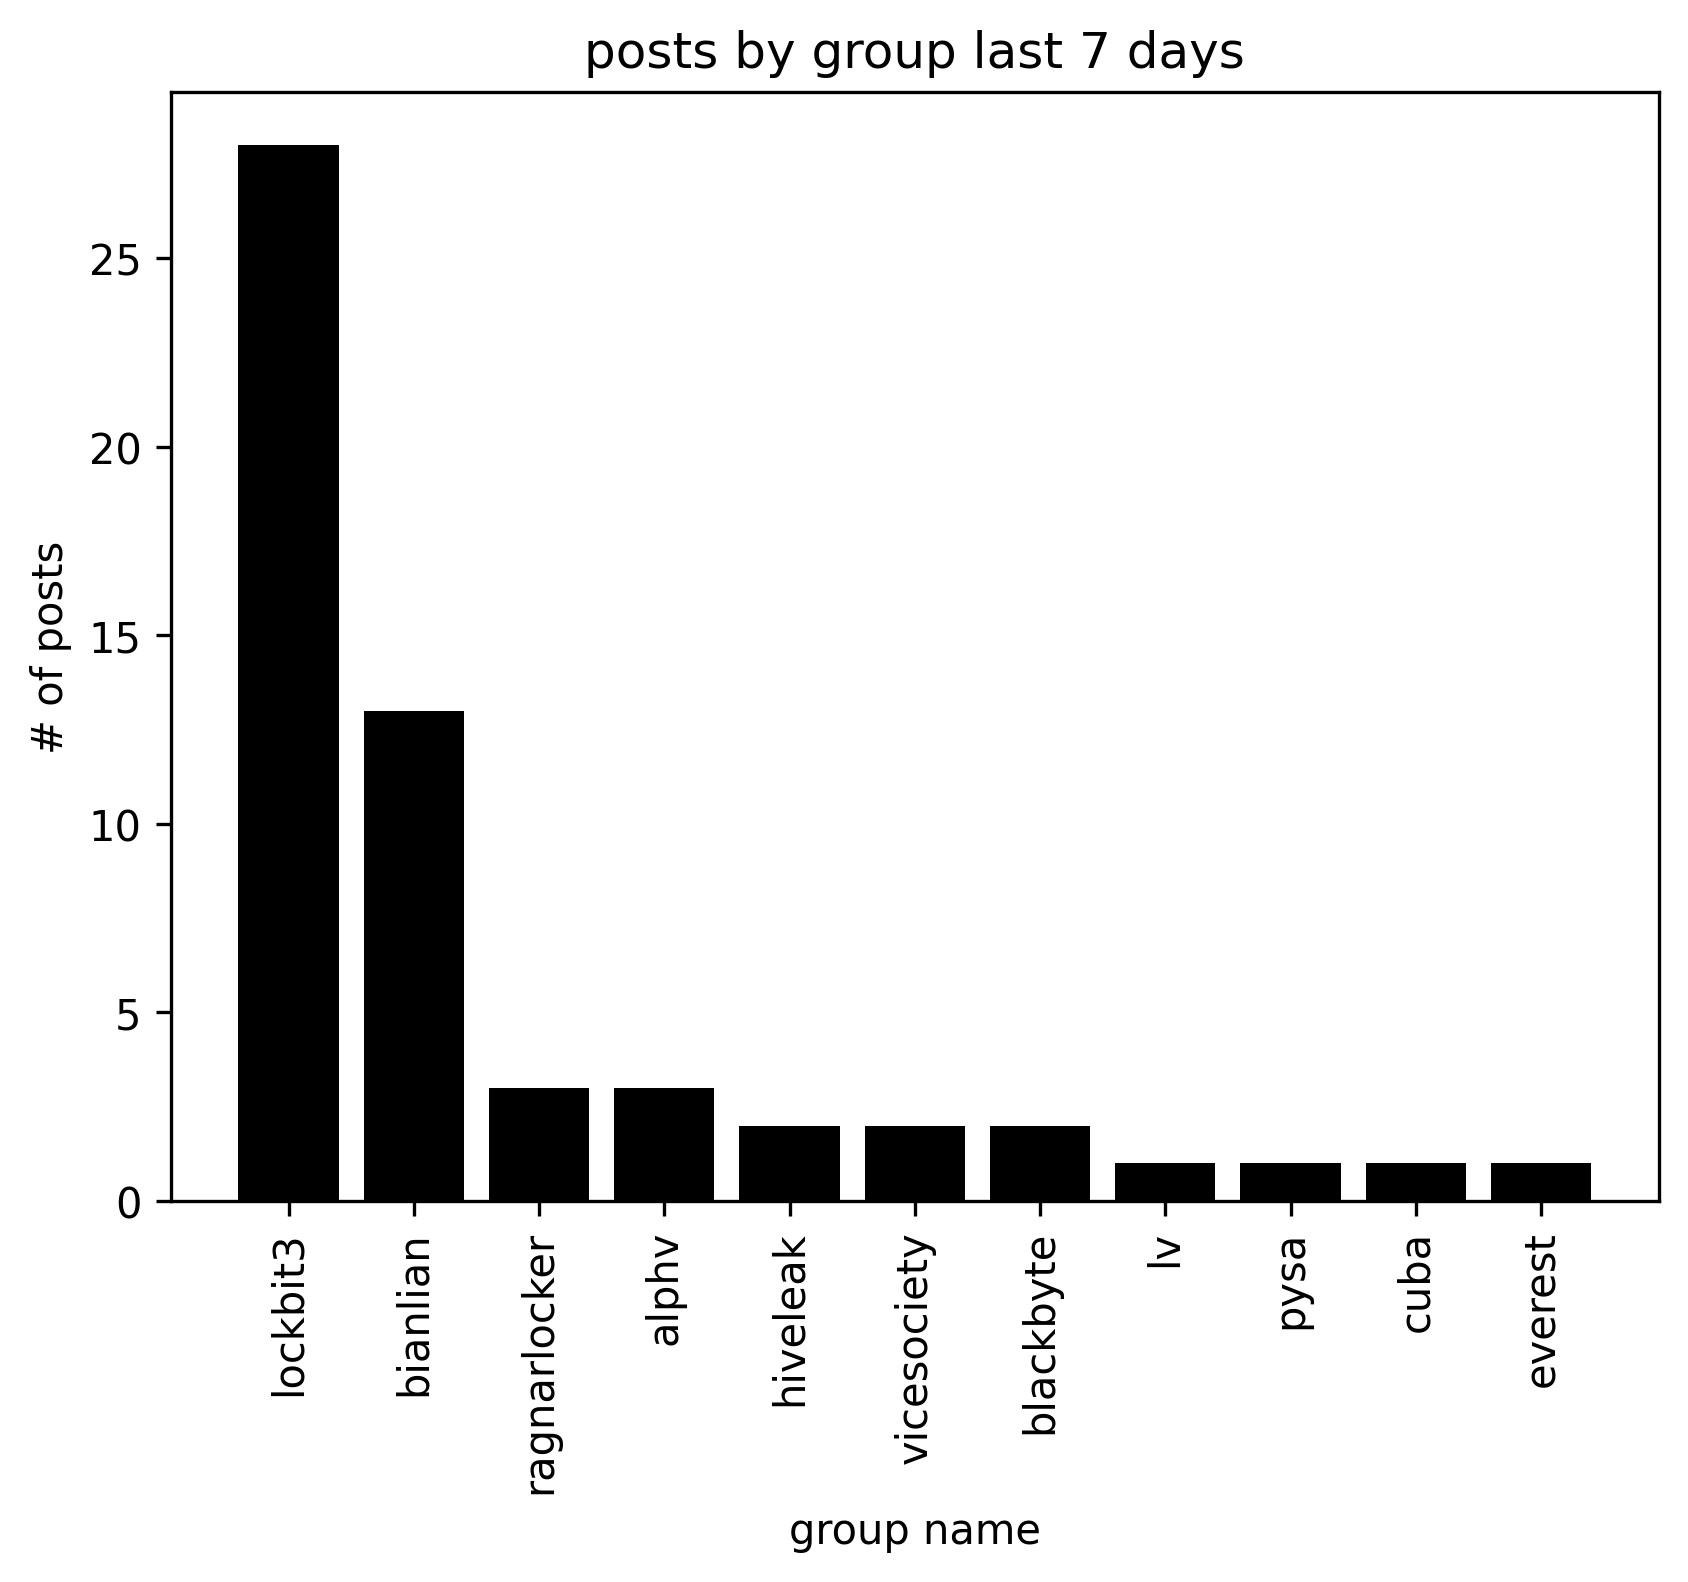 posts by group last 7 days
# of posts
25
20
15
10
5
0
lockbit3
bianlian
ragnarlocker
alphv
hiveleak
vicesociety
blackbyte
lv
pysa
cuba
everest
group name